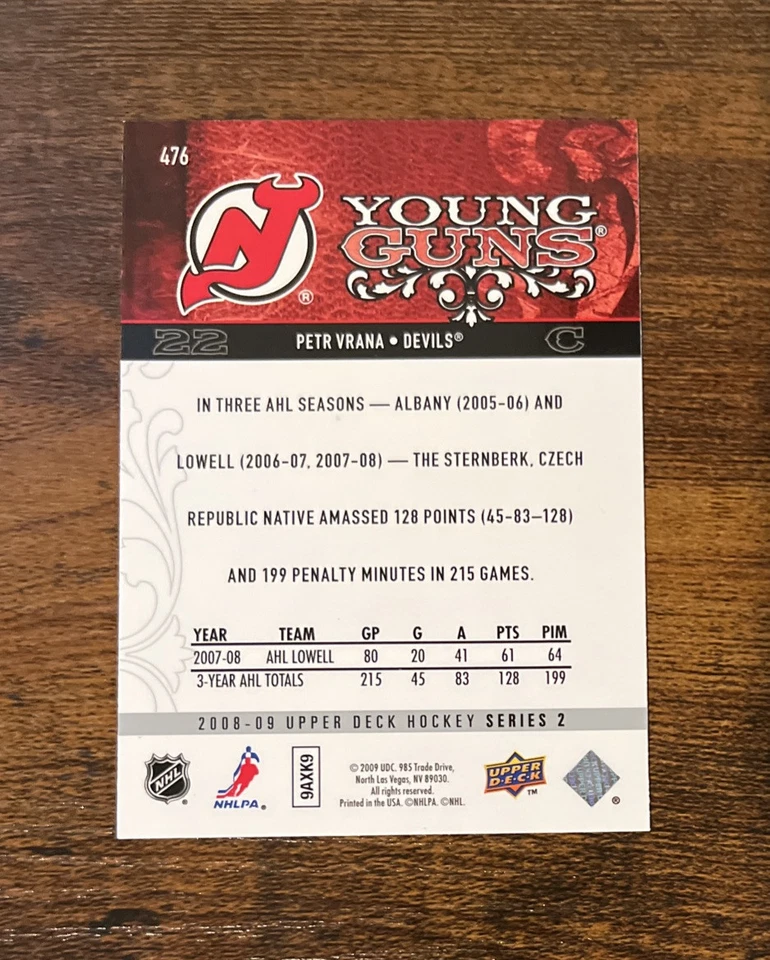 476
NJ
YOUNG
GUNS®
®
22 PETR VRANA • DEVILS® C
IN THREE AHL SEASONS — ALBANY (2005-06) AND
LOWELL (2006-07, 2007-08) — THE STERNBERK, CZECH
REPUBLIC NATIVE AMASSED 128 POINTS (45-83—128)
AND 199 PENALTY MINUTES IN 215 GAMES.
YEAR TEAM GP G A PTS PIM
2007-08 AHL LOWELL 80 20 41 61 64
3-YEAR AHL TOTALS 215 45 83 128 199
2008-09 UPPER DECK HOCKEY SERIES 2
NHL
NHLPA®
9AXK9
© 2009 UDC. 985 Trade Drive,
North Las Vegas, NV 89030.
All rights reserved.
Printed in the USA. ©NHLPA. ©NHL.
UPPER
DECK
TM
®